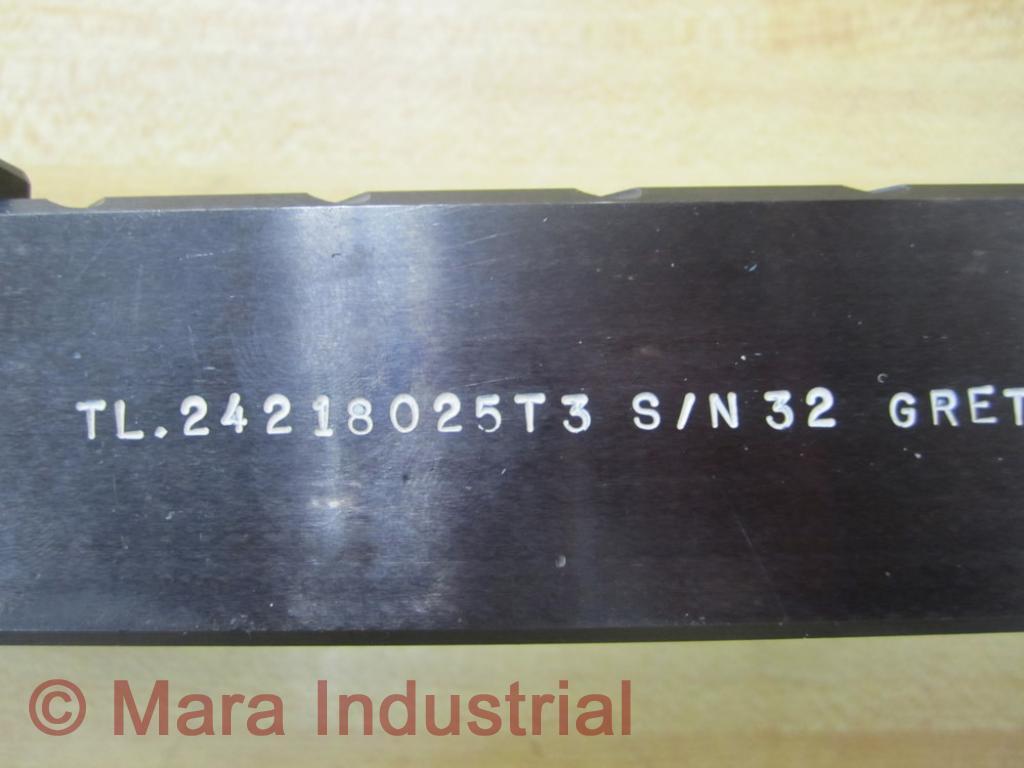 TL.24218025T3 S/N 32 GRET
© Mara Industrial